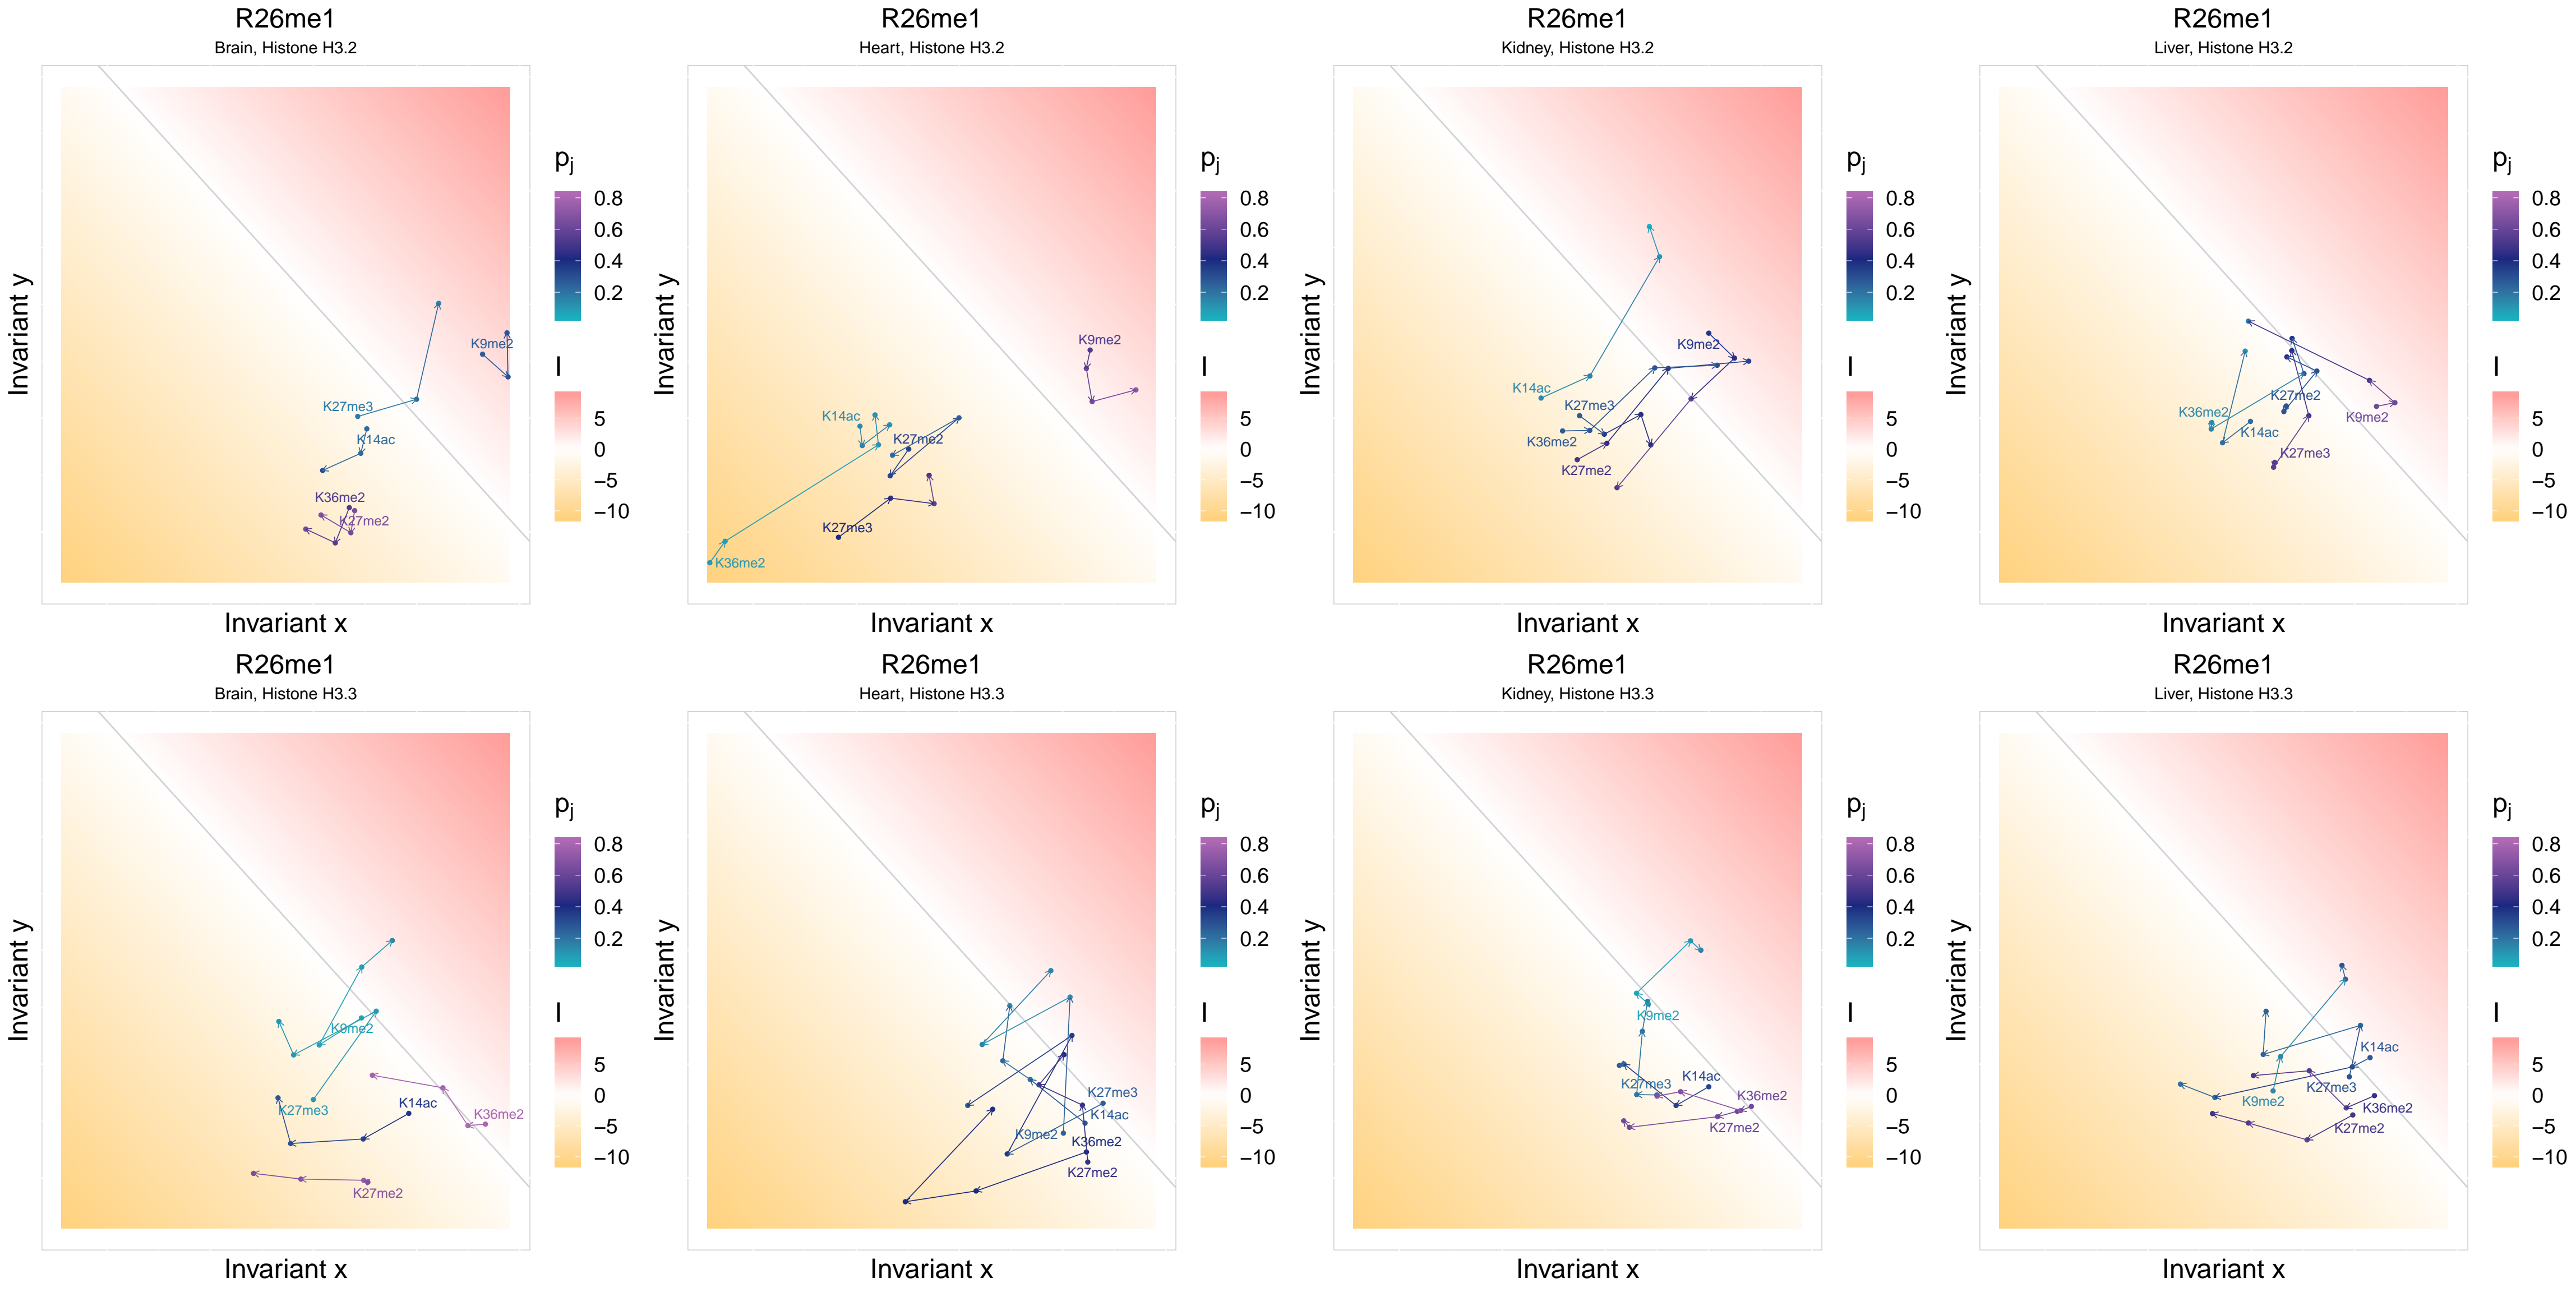 R26me1
Brain, Histone H3.2
Invariant y
Invariant x
K9me2
K27me3
K14ac
K36me2
K27me2
pj
0.8
0.6
0.4
0.2
I
5
0
−5
−10
R26me1
Heart, Histone H3.2
Invariant y
Invariant x
K9me2
K14ac
K27me2
K27me3
K36me2
pj
0.8
0.6
0.4
0.2
I
5
0
−5
−10
R26me1
Kidney, Histone H3.2
Invariant y
Invariant x
K9me2
K14ac
K27me3
K36me2
K27me2
pj
0.8
0.6
0.4
0.2
I
5
0
−5
−10
R26me1
Liver, Histone H3.2
Invariant y
Invariant x
K27me2
K36me2
K9me2
K14ac
K27me3
pj
0.8
0.6
0.4
0.2
I
5
0
−5
−10
R26me1
Brain, Histone H3.3
Invariant y
Invariant x
K9me2
K27me3
K14ac
K36me2
K27me2
pj
0.8
0.6
0.4
0.2
I
5
0
−5
−10
R26me1
Heart, Histone H3.3
Invariant y
Invariant x
K27me3
K14ac
K9me2
K36me2
K27me2
pj
0.8
0.6
0.4
0.2
I
5
0
−5
−10
R26me1
Kidney, Histone H3.3
Invariant y
Invariant x
K9me2
K27me3
K14ac
K36me2
K27me2
pj
0.8
0.6
0.4
0.2
I
5
0
−5
−10
R26me1
Liver, Histone H3.3
Invariant y
Invariant x
K14ac
K27me3
K9me2
K36me2
K27me2
pj
0.8
0.6
0.4
0.2
I
5
0
−5
−10